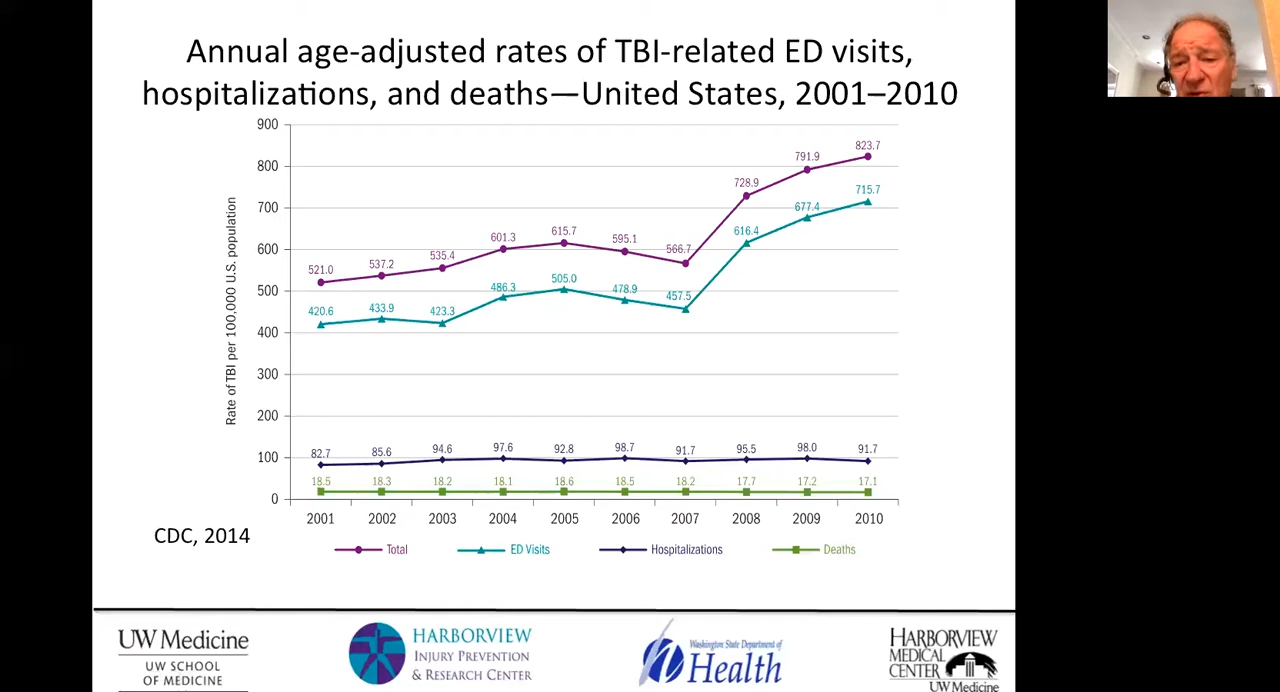 Annual age-adjusted rates of TBI-related ED visits,
hospitalizations, and deaths—United States, 2001–2010
Rate of TBI per 100,000 U.S. population
900
800
700
600
500
400
300
200
100
0
521.0 537.2 535.4 601.3 615.7 595.1 566.7 728.9 791.9 823.7
420.6 433.9 423.3 486.3 505.0 478.9 457.5 616.4 677.4 715.7
82.7 85.6 94.6 97.6 92.8 98.7 91.7 95.5 98.0 91.7
18.5 18.3 18.2 18.1 18.6 18.5 18.2 17.7 17.2 17.1
2001 2002 2003 2004 2005 2006 2007 2008 2009 2010
CDC, 2014
Total ED Visits Hospitalizations Deaths
UW Medicine
UW SCHOOL
OF MEDICINE
HARBORVIEW
INJURY PREVENTION
& RESEARCH CENTER
Washington State Department of
Health
HARBORVIEW
MEDICAL
CENTER
UW Medicine